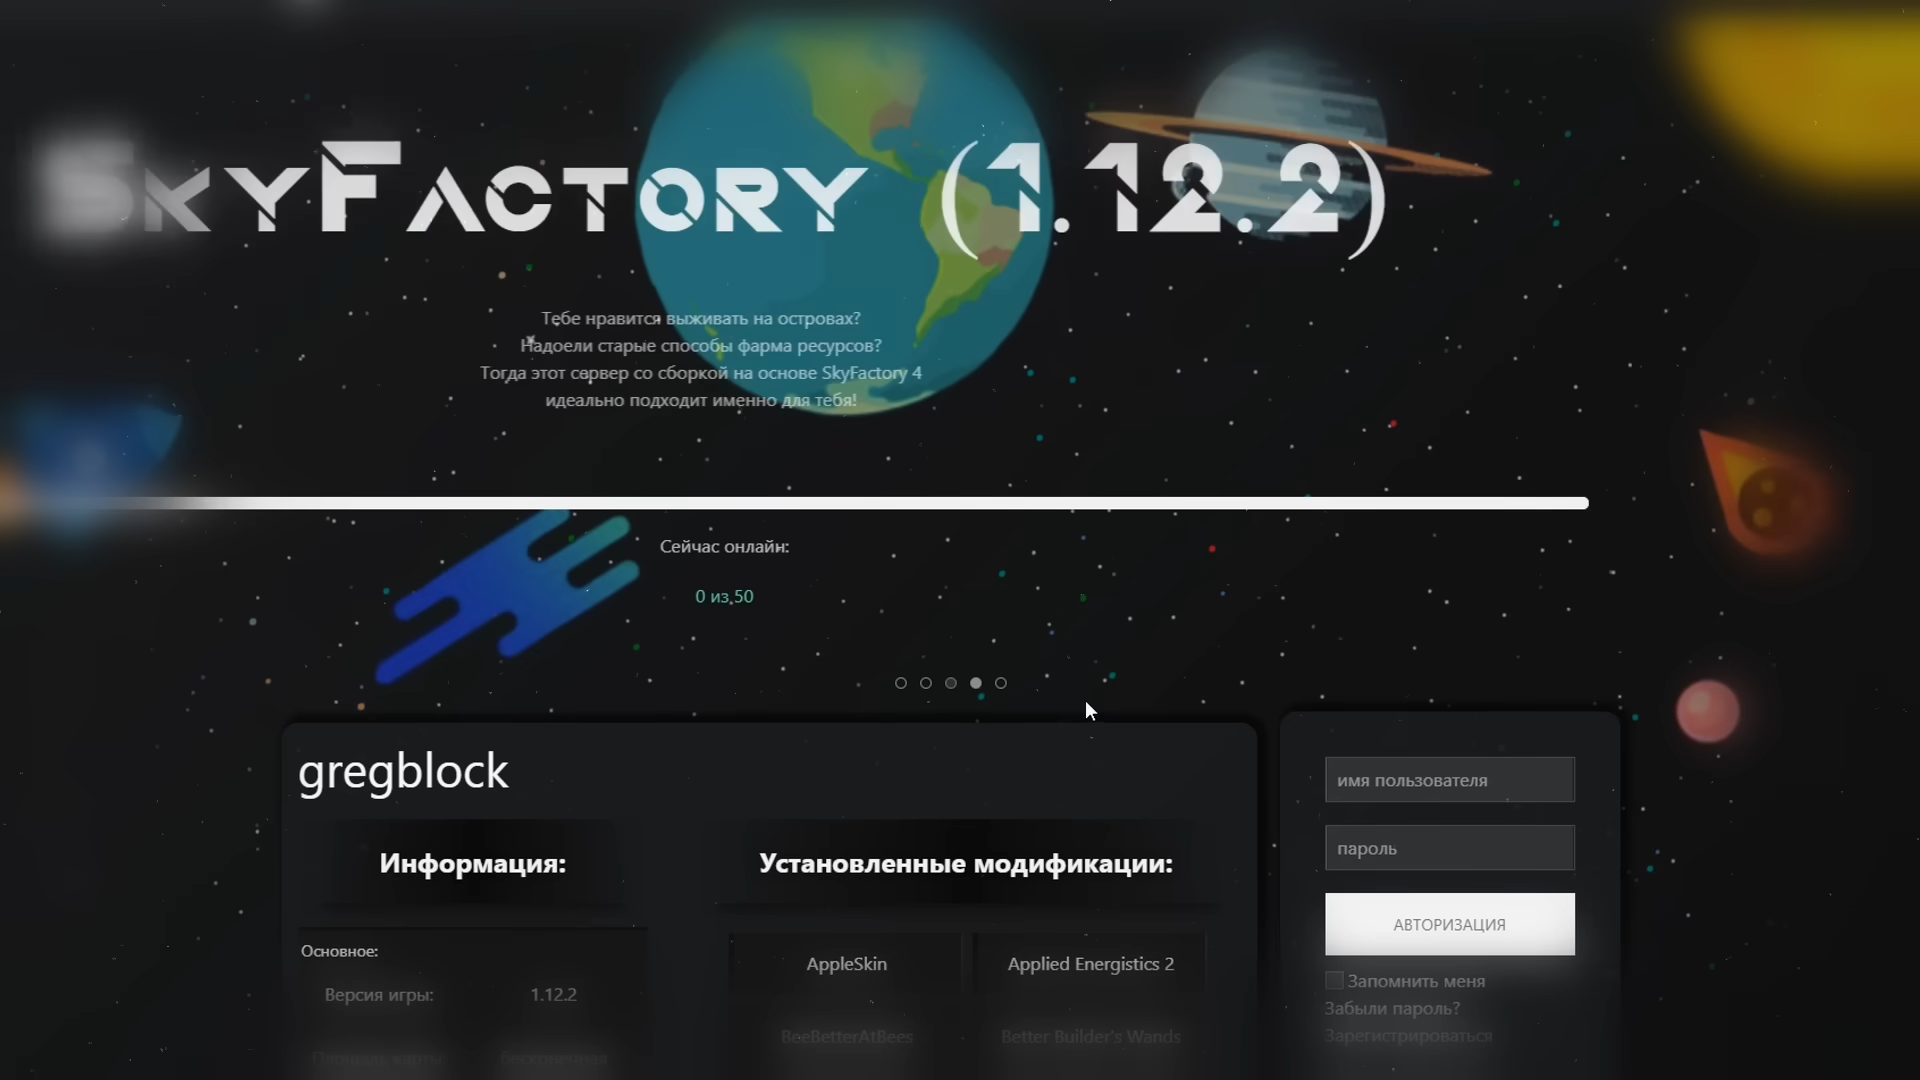 SkyFactory (1.12.2)
Тебе нравится выживать на островах?
Надоели старые способы фарма ресурсов?
Тогда этот сервер со сборкой на основе SkyFactory 4
идеально подходит именно для тебя!
Сейчас онлайн:
0 из 50
gregblock
Информация:
Установленные модификации:
Основное:
Версия игры: 1.12.2
Площадь карты Бесконечная
AppleSkin Applied Energistics 2
BeeBetterAtBees Better Builder's Wands
имя пользователя
пароль
АВТОРИЗАЦИЯ
Запомнить меня
Забыли пароль?
Зарегистрироваться